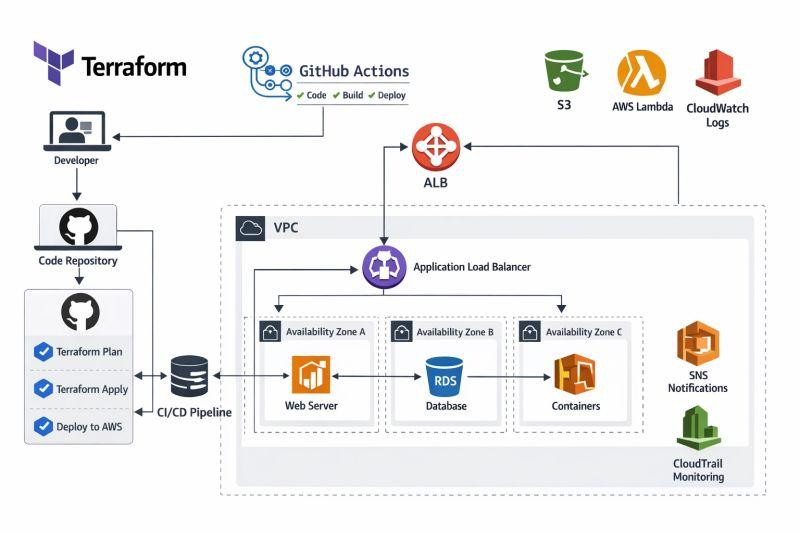 Terraform
GitHub Actions
✔ Code ✔ Build ✔ Deploy
S3
AWS Lambda
CloudWatch
Logs
Developer
ALB
Code Repository
VPC
Application Load Balancer
Availability Zone A
Availability Zone B
Availability Zone C
Terraform Plan
Terraform Apply
Deploy to AWS
CI/CD Pipeline
Web Server
RDS
Database
Containers
SNS
Notifications
CloudTrail
Monitoring